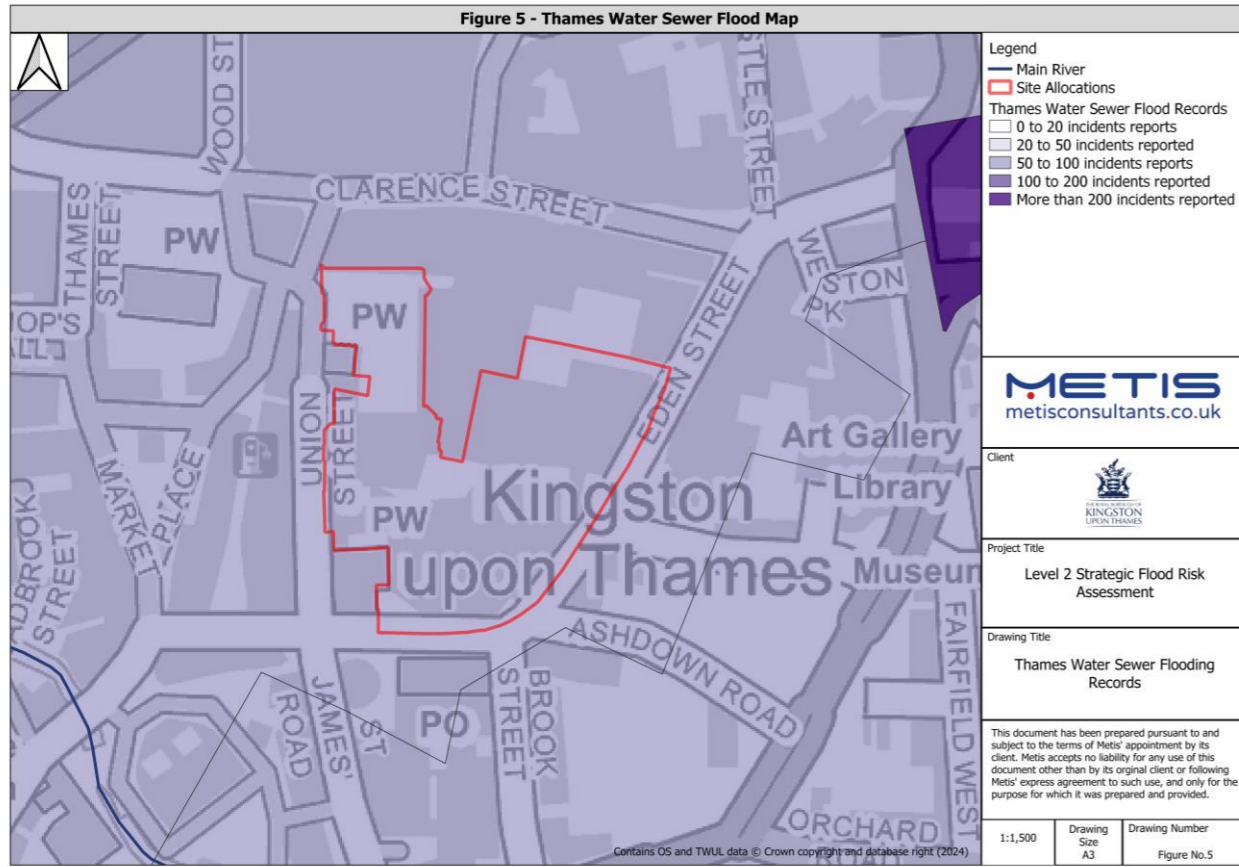 Figure 5 - Thames Water Sewer Flood Map
Legend
Main River
Site Allocations
Thames Water Sewer Flood Records
0 to 20 incidents reports
20 to 50 incidents reported
50 to 100 incidents reports
100 to 200 incidents reported
More than 200 incidents reported
METIS
metisconsultants.co.uk
Client
THE ROYAL BOROUGH OF
KINGSTON
UPON THAMES
Project Title
Level 2 Strategic Flood Risk
Assessment
Drawing Title
Thames Water Sewer Flooding
Records
This document has been prepared pursuant to and
subject to the terms of Metis' appointment by its
client. Metis accepts no liability for any use of this
document other than by its orginal client or following
Metis' express agreement to such use, and only for the
purpose for which it was prepared and provided.
1:1,500
Drawing
Size
A3
Drawing Number
Figure No.5
WOOD ST
STLE STREET
CLARENCE STREET
THAMES
STREET
PW
OP'S
ALL
PW
WESTON
PK
EDEN STREET
UNION
STREET
MARKET
PLACE
Art Gallery
Library
Museum
PW
Kingston
upon Thames
ADBROOK
STREET
ASHDOWN ROAD
FAIRFIELD WEST
JAMES'
ST
ROAD
PO
BROOK
STREET
ORCHARD
Contains OS and TWUL data © Crown copyright and database right (2024)